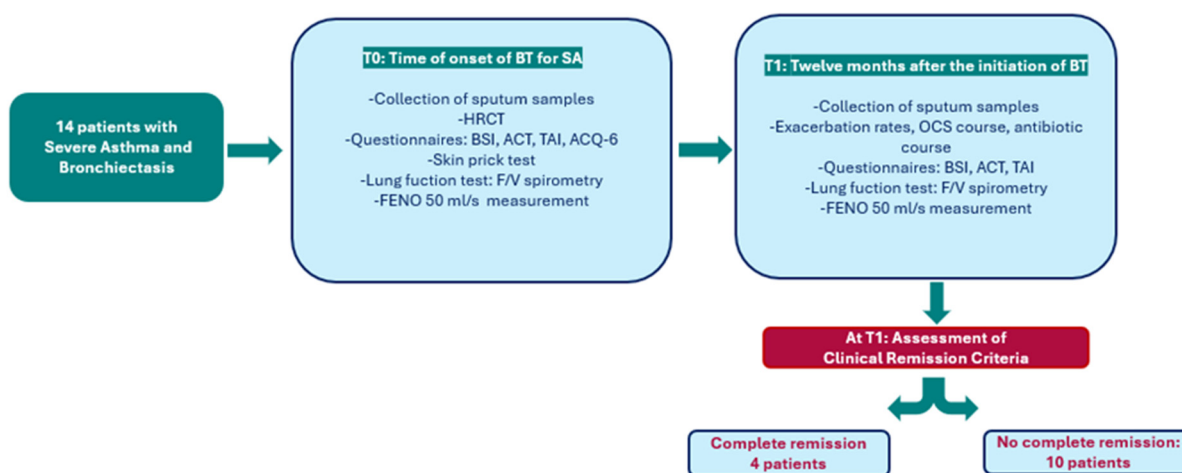 14 patients with
Severe Asthma and
Bronchiectasis
T0: Time of onset of BT for SA
-Collection of sputum samples
-HRCT
-Questionnaires: BSI, ACT, TAI, ACQ-6
-Skin prick test
-Lung fuction test: F/V spirometry
-FENO 50 ml/s measurement
T1: Twelve months after the initiation of BT
-Collection of sputum samples
-Exacerbation rates, OCS course, antibiotic
course
-Questionnaires: BSI, ACT, TAI
-Lung fuction test: F/V spirometry
-FENO 50 ml/s measurement
At T1: Assessment of
Clinical Remission Criteria
Complete remission
4 patients
No complete remission:
10 patients